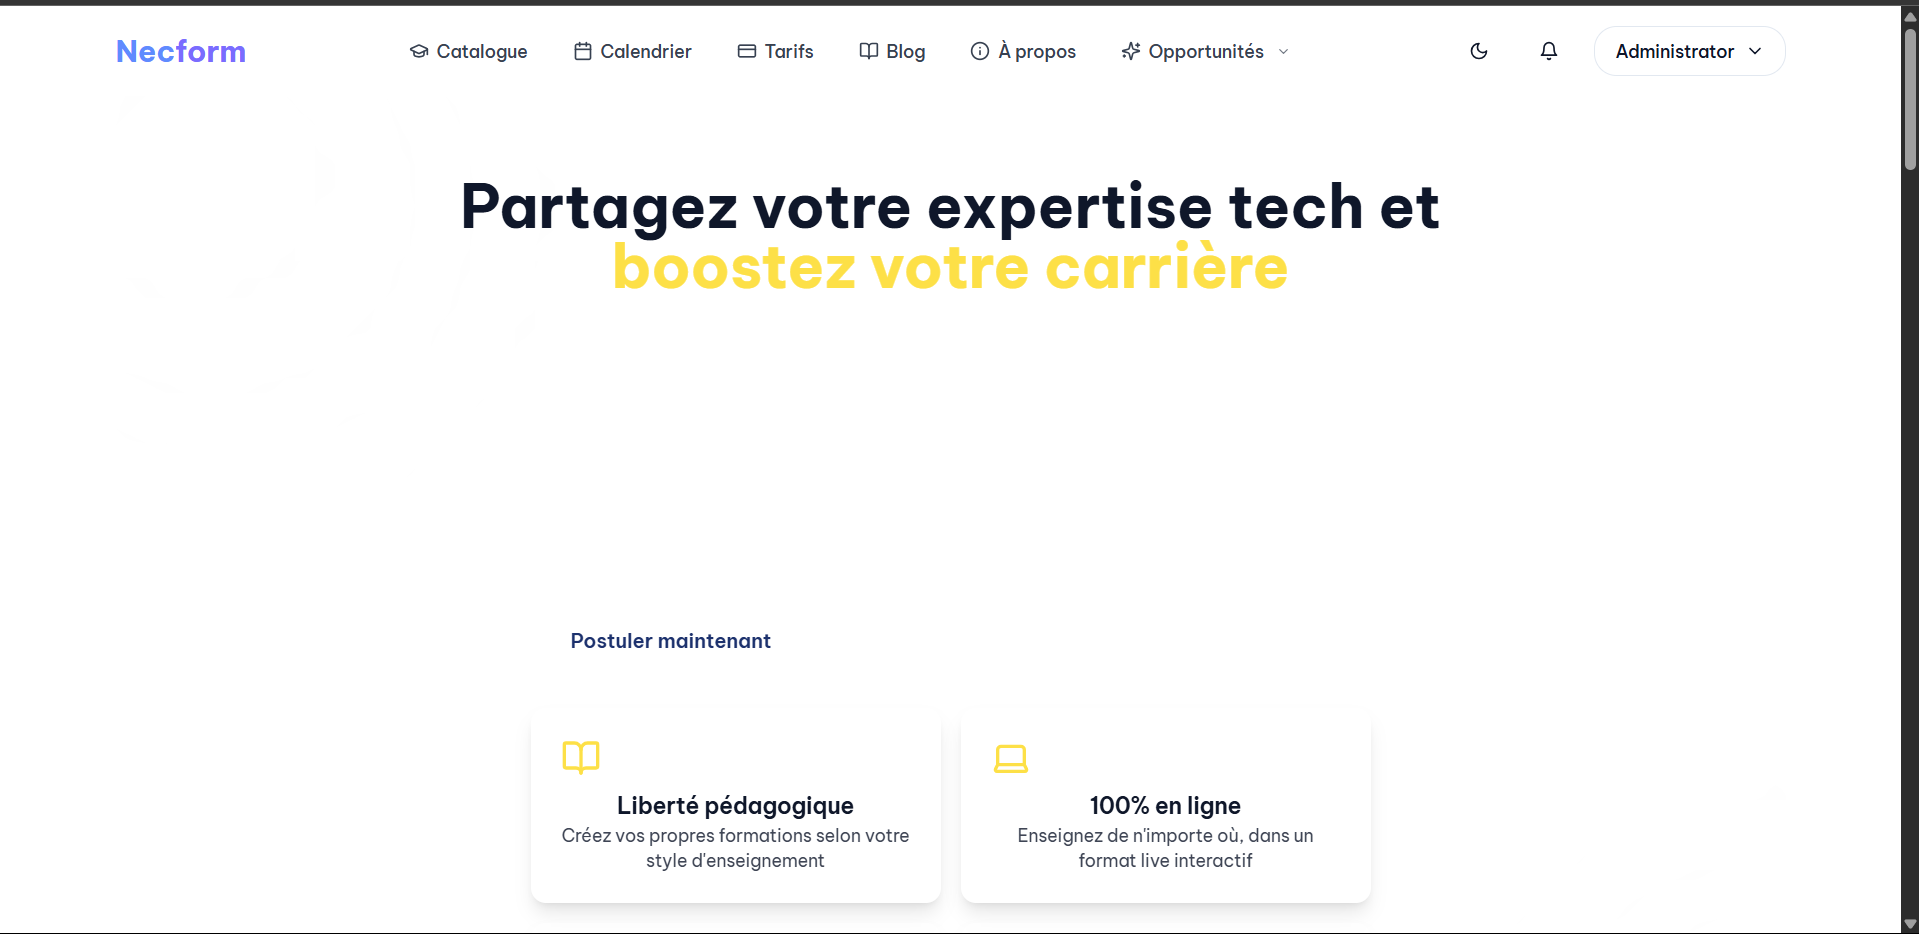 Necform
Catalogue
Calendrier
Tarifs
Blog
À propos
Opportunités
Administrator
Partagez votre expertise tech et
boostez votre carrière
Postuler maintenant
Liberté pédagogique
Créez vos propres formations selon votre
style d'enseignement
100% en ligne
Enseignez de n'importe où, dans un
format live interactif